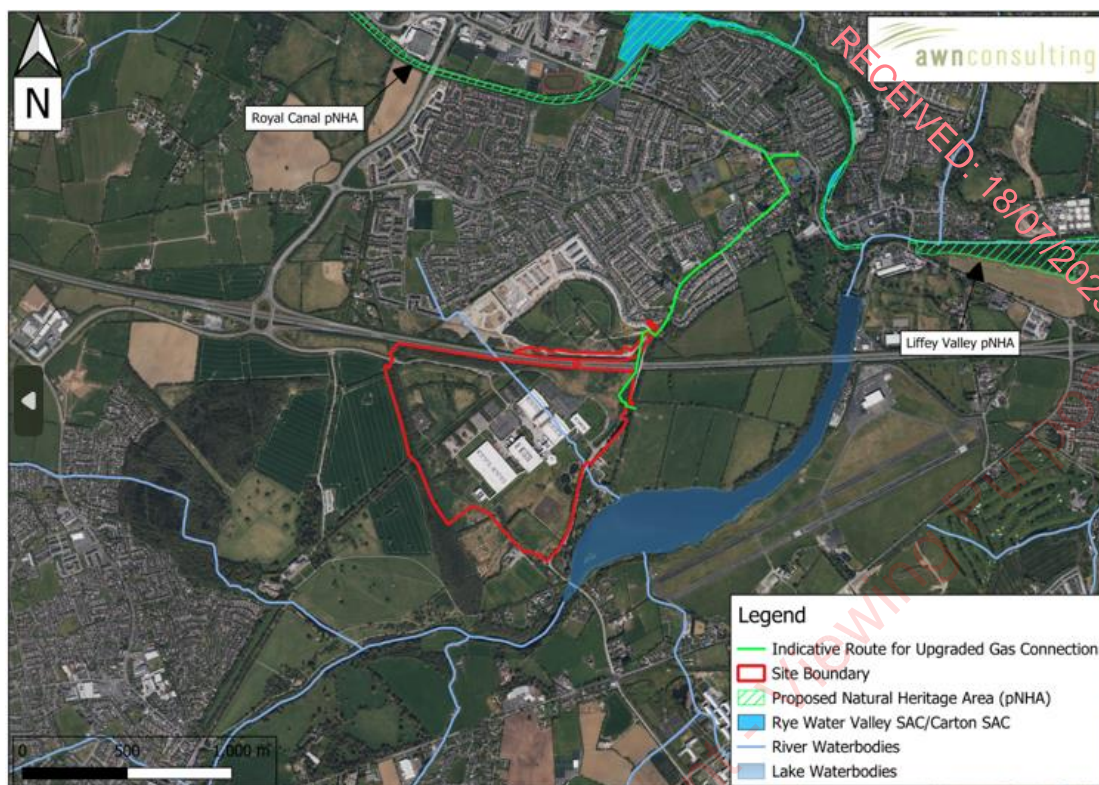 awnconsulting
RECEIVED: 18/07/2025
N
Royal Canal pNHA
Liffey Valley pNHA
Viewing
Legend
Indicative Route for Upgraded Gas Connection
Site Boundary
Proposed Natural Heritage Area (pNHA)
Rye Water Valley SAC/Carton SAC
River Waterbodies
Lake Waterbodies
0 500 1,000 m